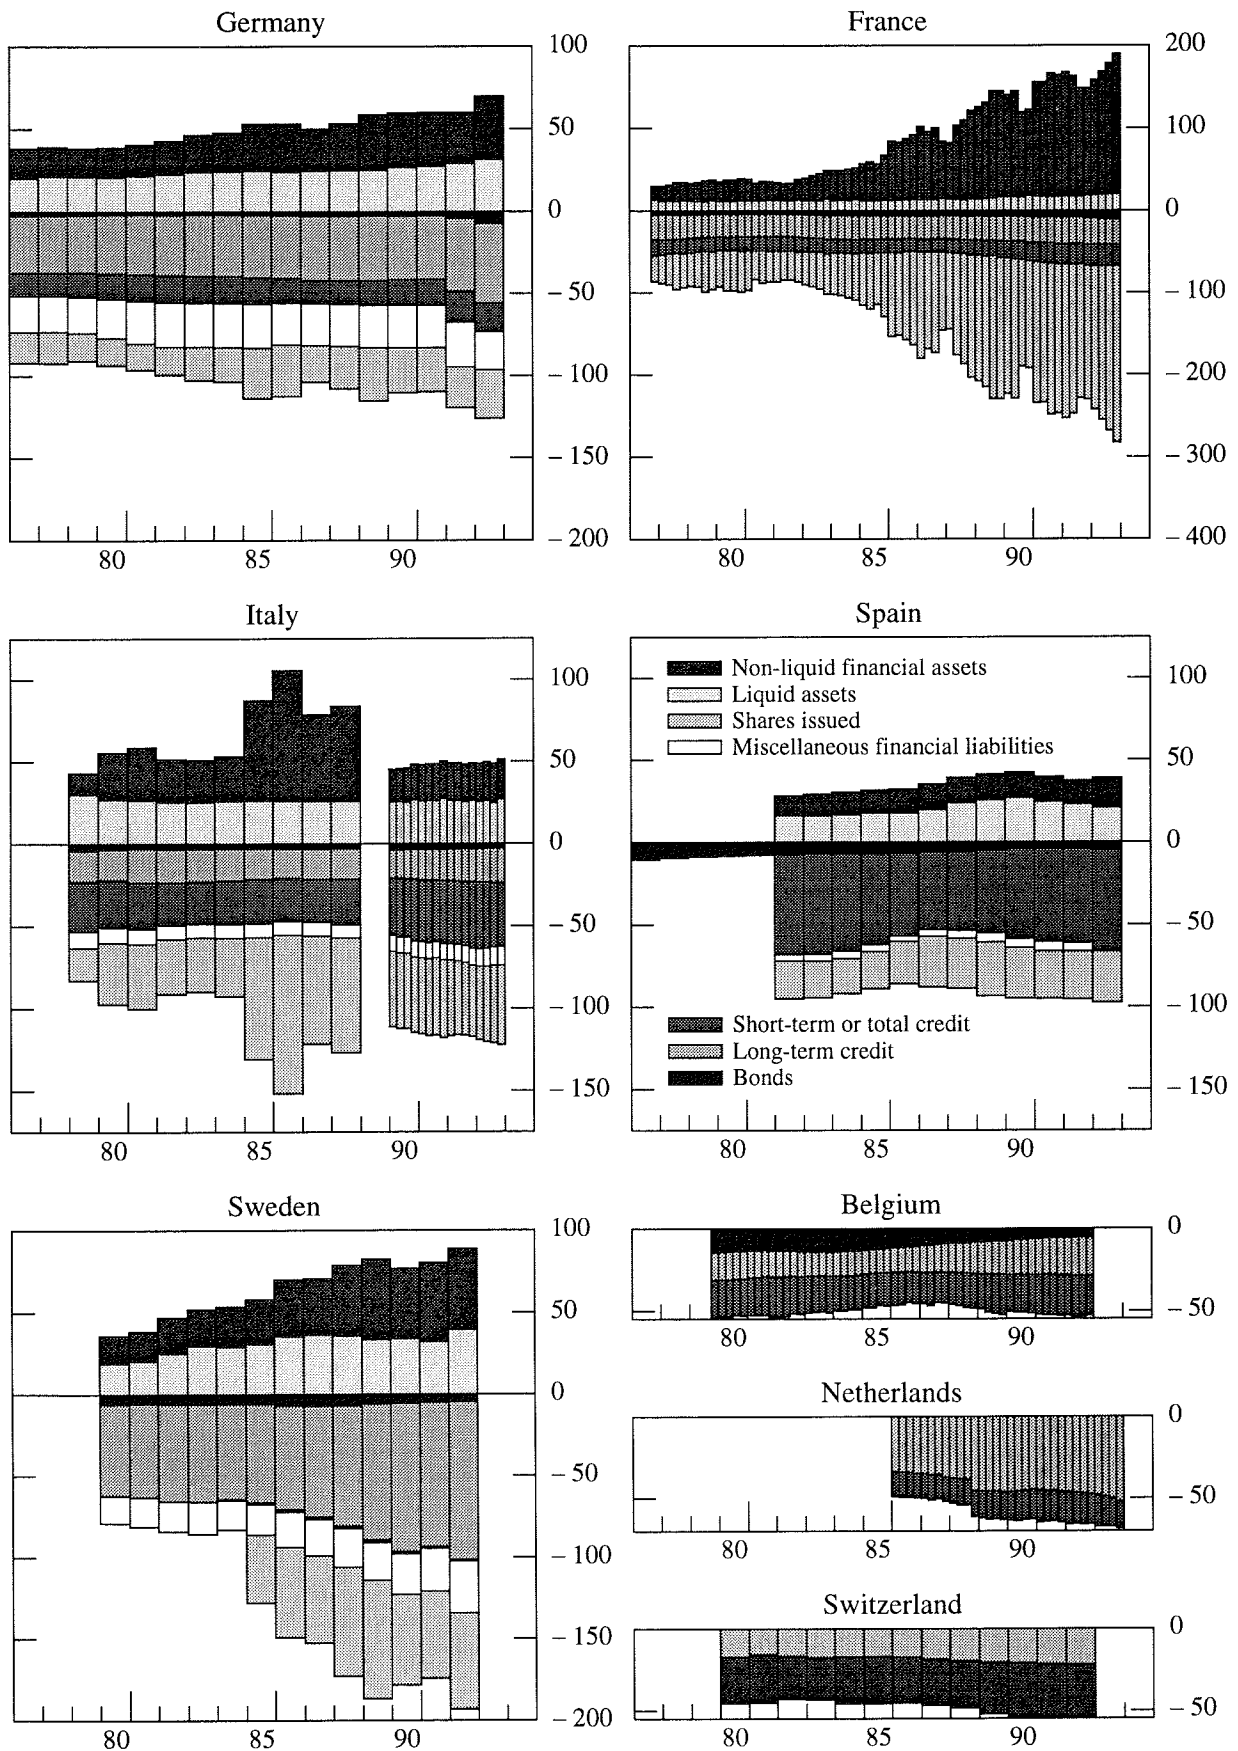 Germany
100
50
0
– 50
– 100
– 150
– 200
80 85 90
France
200
100
0
– 100
– 200
– 300
– 400
80 85 90
Italy
100
50
0
– 50
– 100
– 150
80 85 90
Spain
Non-liquid financial assets
Liquid assets
Shares issued
Miscellaneous financial liabilities
Short-term or total credit
Long-term credit
Bonds
100
50
0
– 50
– 100
– 150
80 85 90
Sweden
100
50
0
– 50
– 100
– 150
– 200
80 85 90
Belgium
0
– 50
80 85 90
Netherlands
0
– 50
80 85 90
Switzerland
0
– 50
80 85 90